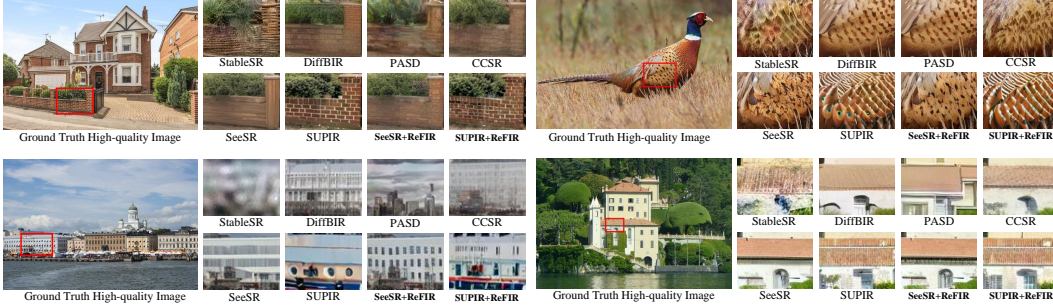 StableSR DiffBIR PASD CCSR
SeeSR SUPIR SeeSR+ReFIR SUPIR+ReFIR
Ground Truth High-quality Image
StableSR DiffBIR PASD CCSR
SeeSR SUPIR SeeSR+ReFIR SUPIR+ReFIR
Ground Truth High-quality Image
StableSR DiffBIR PASD CCSR
SeeSR SUPIR SeeSR+ReFIR SUPIR+ReFIR
Ground Truth High-quality Image
StableSR DiffBIR PASD CCSR
SeeSR SUPIR SeeSR+ReFIR SUPIR+ReFIR
Ground Truth High-quality Image